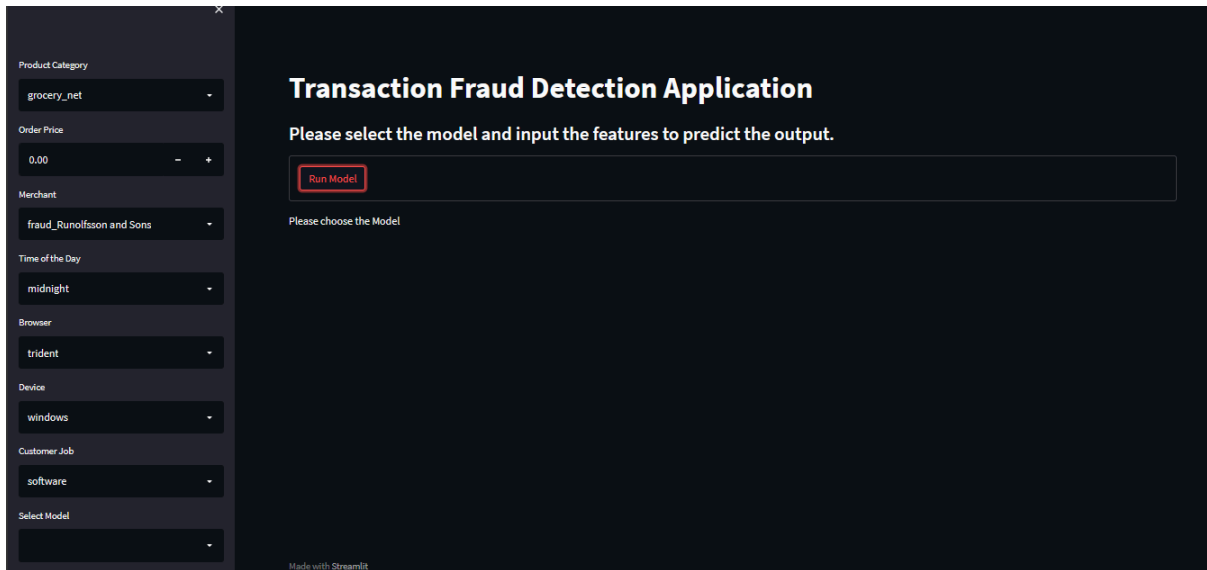 ×
Product Category
grocery_net
Order Price
0.00 − +
Merchant
fraud_Runolfsson and Sons
Time of the Day
midnight
Browser
trident
Device
windows
Customer Job
software
Select Model
Transaction Fraud Detection Application
Please select the model and input the features to predict the output.
Run Model
Please choose the Model
Made with Streamlit